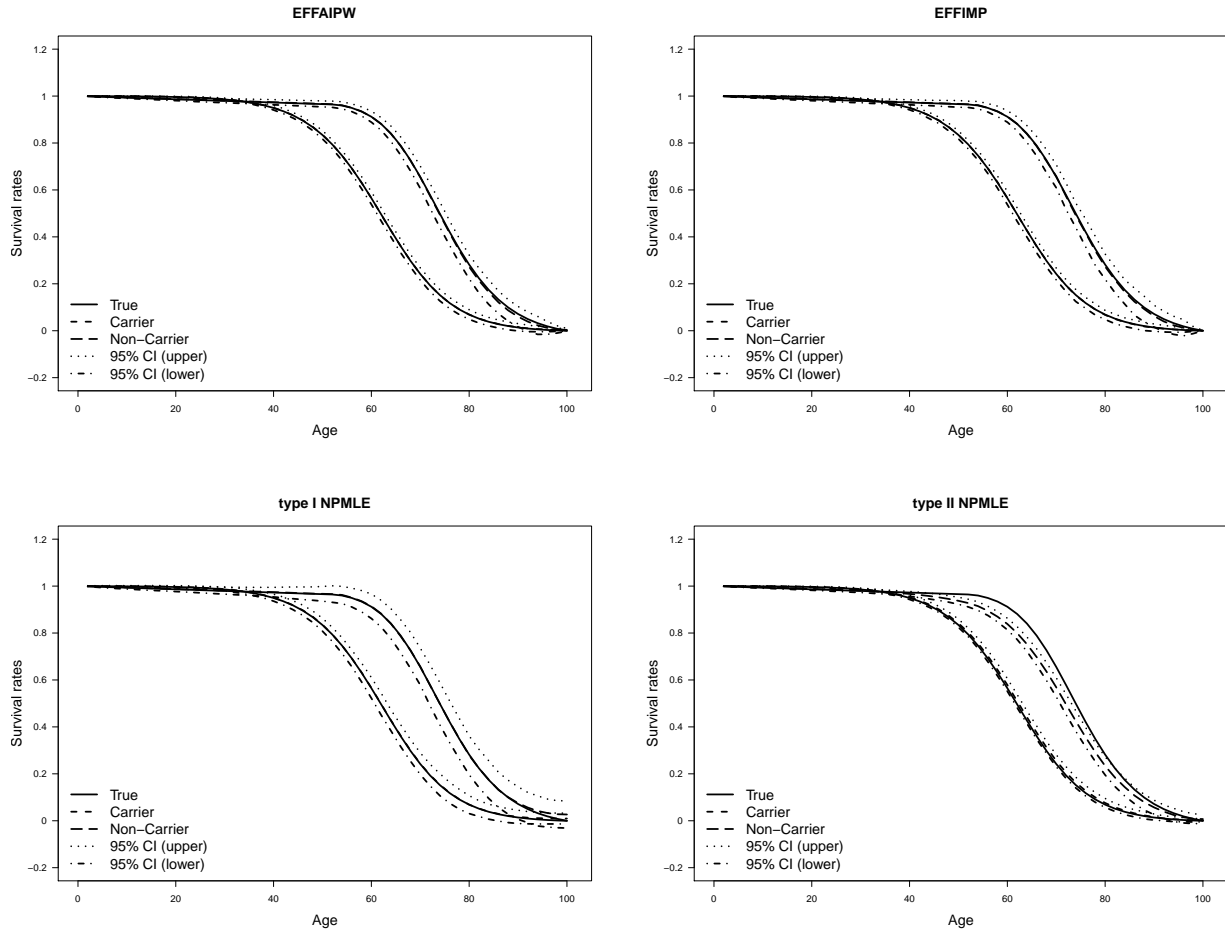 EFFAIPW
1.2
1
0.8
0.6
0.4
0.2
0
−0.2
Survival rates
True
Carrier
Non−Carrier
95% CI (upper)
95% CI (lower)
0 20 40 60 80 100
Age
EFFIMP
1.2
1
0.8
0.6
0.4
0.2
0
−0.2
Survival rates
True
Carrier
Non−Carrier
95% CI (upper)
95% CI (lower)
0 20 40 60 80 100
Age
type I NPMLE
1.2
1
0.8
0.6
0.4
0.2
0
−0.2
Survival rates
True
Carrier
Non−Carrier
95% CI (upper)
95% CI (lower)
0 20 40 60 80 100
Age
type II NPMLE
1.2
1
0.8
0.6
0.4
0.2
0
−0.2
Survival rates
True
Carrier
Non−Carrier
95% CI (upper)
95% CI (lower)
0 20 40 60 80 100
Age